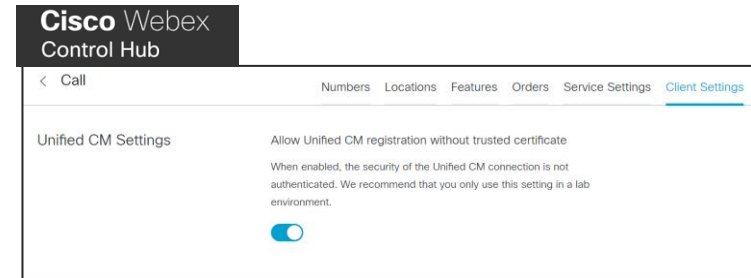 Cisco Webex
Control Hub
< Call
Numbers Locations Features Orders Service Settings Client Settings
Unified CM Settings
Allow Unified CM registration without trusted certificate
When enabled, the security of the Unified CM connection is not
authenticated. We recommend that you only use this setting in a lab
environment.